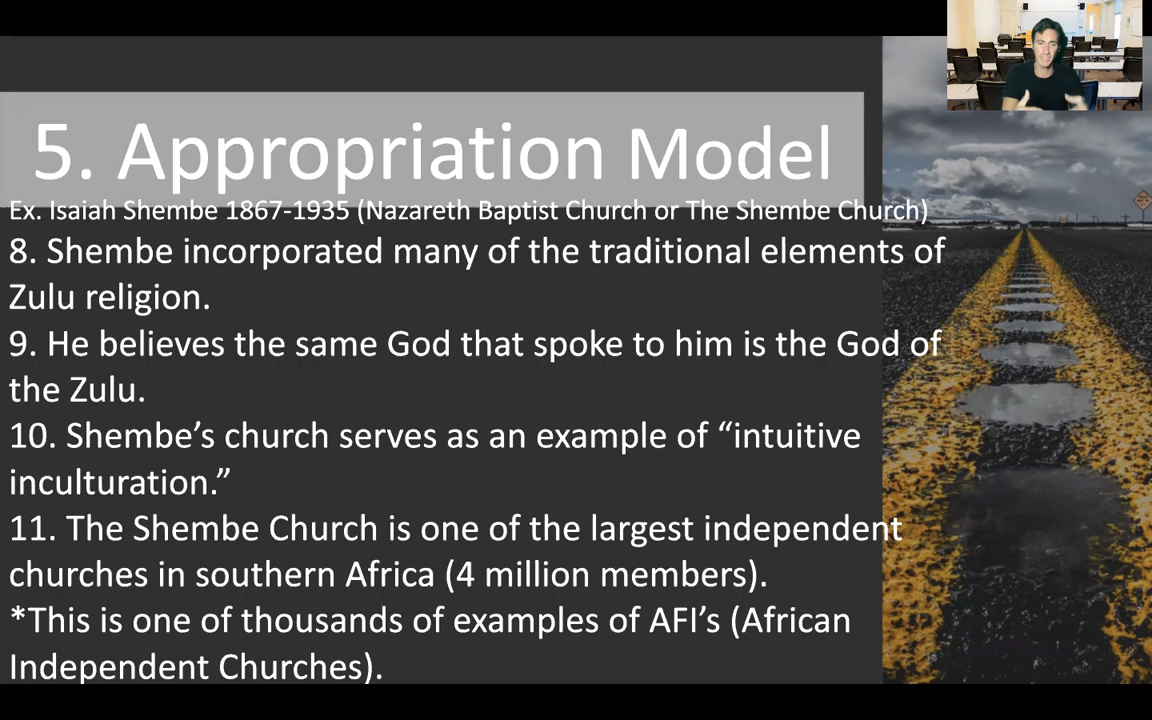 5. Appropriation Model
Ex. Isaiah Shembe 1867-1935 (Nazareth Baptist Church or The Shembe Church)
8. Shembe incorporated many of the traditional elements of
Zulu religion.
9. He believes the same God that spoke to him is the God of
the Zulu.
10. Shembe’s church serves as an example of “intuitive
inculturation.”
11. The Shembe Church is one of the largest independent
churches in southern Africa (4 million members).
*This is one of thousands of examples of AFI’s (African
Independent Churches).